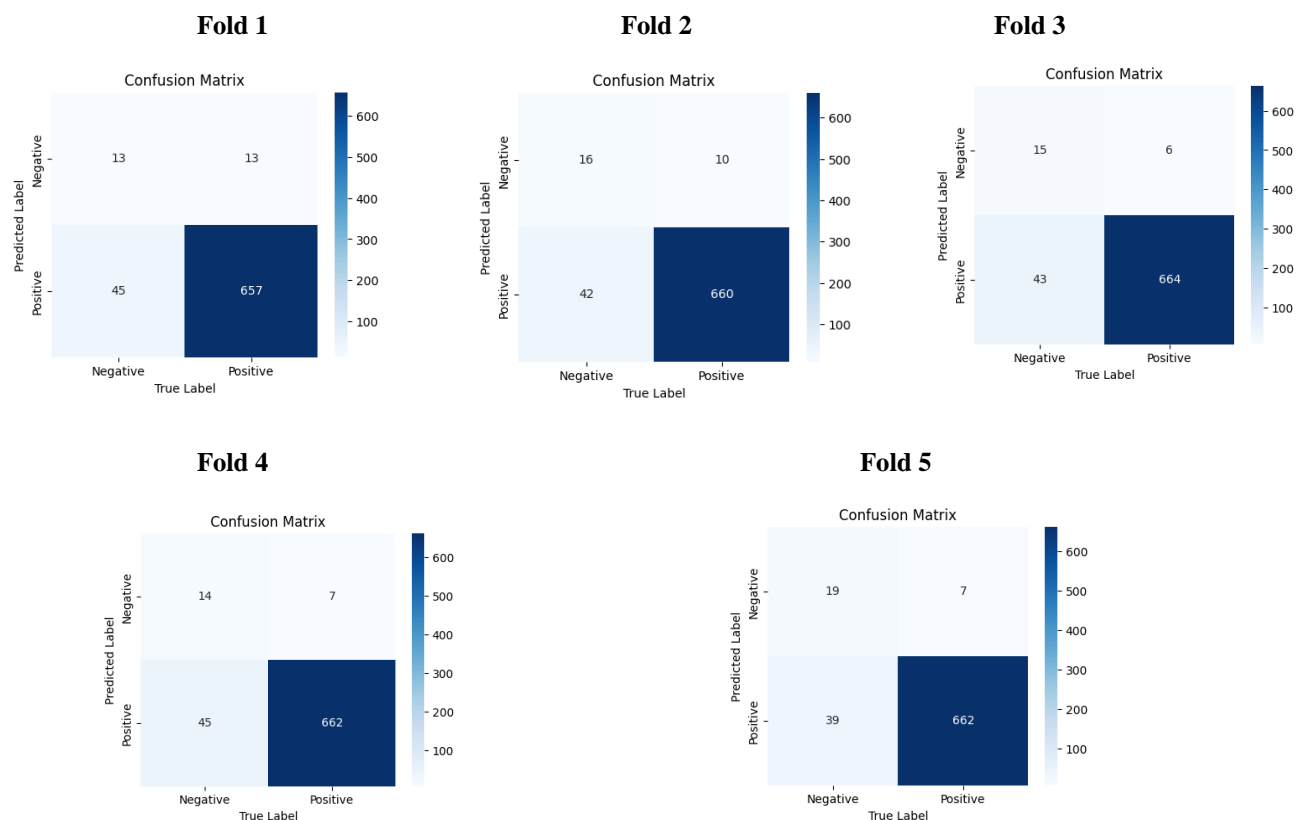 Fold 1
Confusion Matrix
Predicted Label
Negative
Positive
13 13
45 657
Negative Positive
True Label
600
500
400
300
200
100
Fold 2
Confusion Matrix
Predicted Label
Negative
Positive
16 10
42 660
Negative Positive
True Label
600
500
400
300
200
100
Fold 3
Confusion Matrix
Predicted Label
Negative
Positive
15 6
43 664
Negative Positive
True Label
600
500
400
300
200
100
Fold 4
Confusion Matrix
Predicted Label
Negative
Positive
14 7
45 662
Negative Positive
True Label
600
500
400
300
200
100
Fold 5
Confusion Matrix
Predicted Label
Negative
Positive
19 7
39 662
Negative Positive
True Label
600
500
400
300
200
100